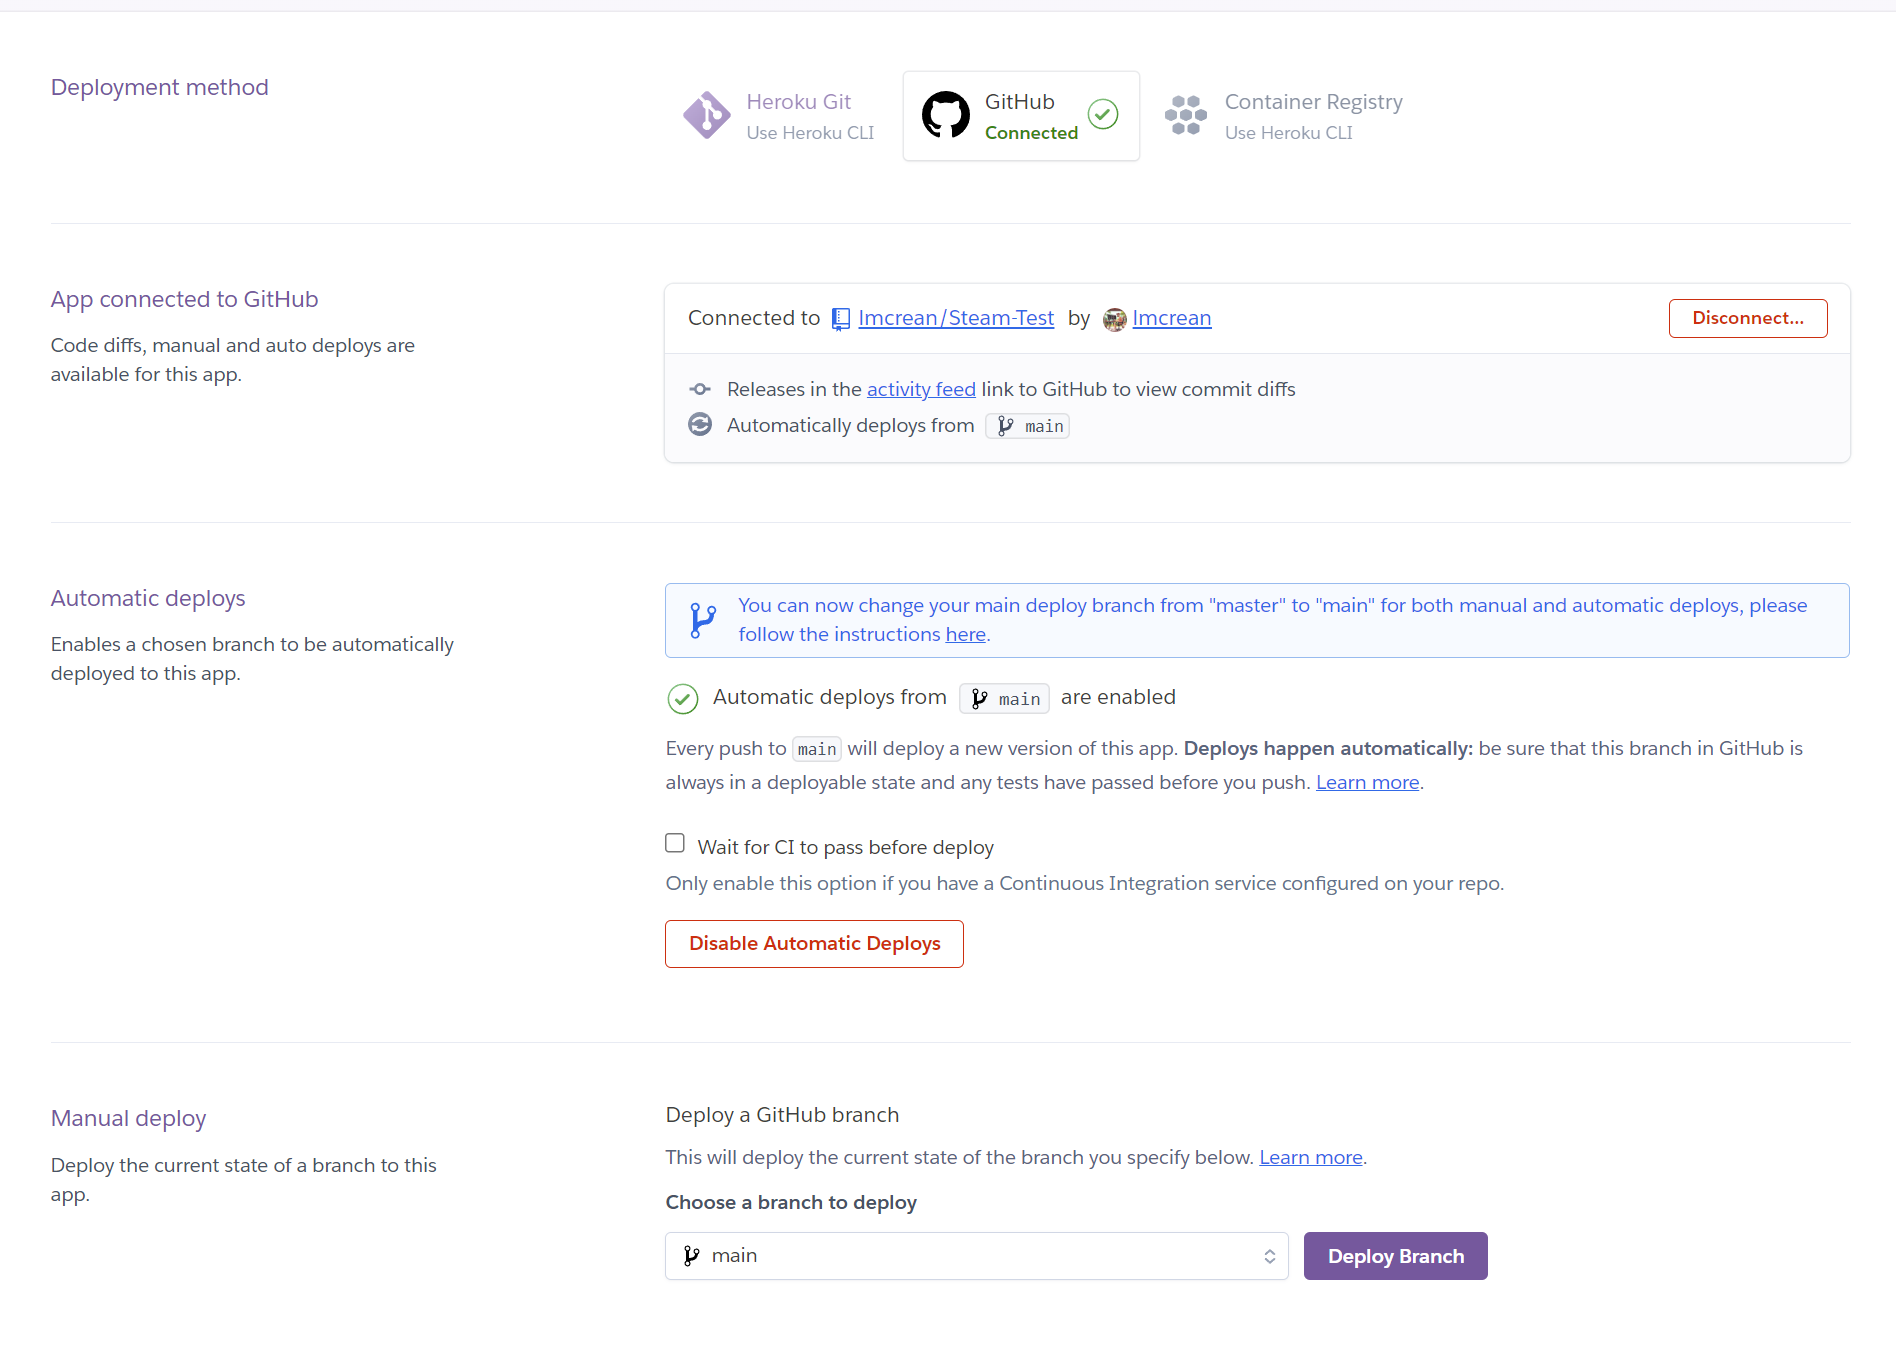 Deployment method
Heroku Git
Use Heroku CLI
GitHub
Connected
Container Registry
Use Heroku CLI
App connected to GitHub
Code diffs, manual and auto deploys are
available for this app.
Connected to lmcrean/Steam-Test by lmcrean
Disconnect...
Releases in the activity feed link to GitHub to view commit diffs
Automatically deploys from main
Automatic deploys
Enables a chosen branch to be automatically
deployed to this app.
You can now change your main deploy branch from "master" to "main" for both manual and automatic deploys, please
follow the instructions here.
Automatic deploys from main are enabled
Every push to main will deploy a new version of this app. Deploys happen automatically: be sure that this branch in GitHub is
always in a deployable state and any tests have passed before you push. Learn more.
Wait for CI to pass before deploy
Only enable this option if you have a Continuous Integration service configured on your repo.
Disable Automatic Deploys
Manual deploy
Deploy the current state of a branch to this
app.
Deploy a GitHub branch
This will deploy the current state of the branch you specify below. Learn more.
Choose a branch to deploy
main
Deploy Branch